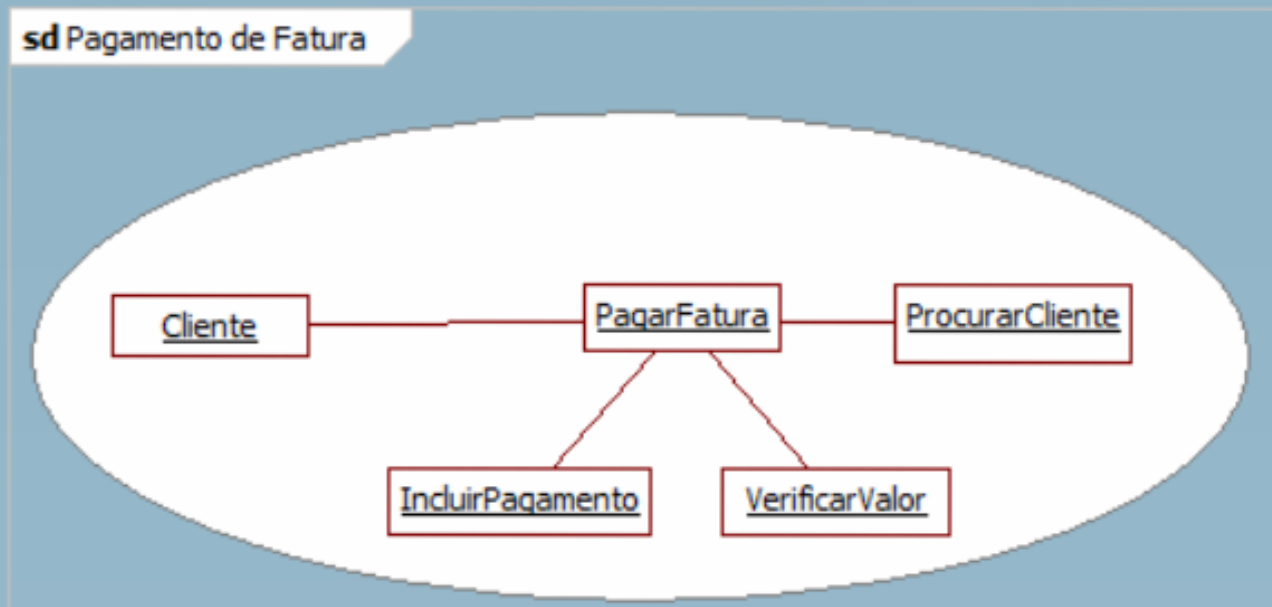 sd Pagamento de Fatura
Cliente
PagarFatura
ProcurarCliente
IncluirPagamento
VerificarValor